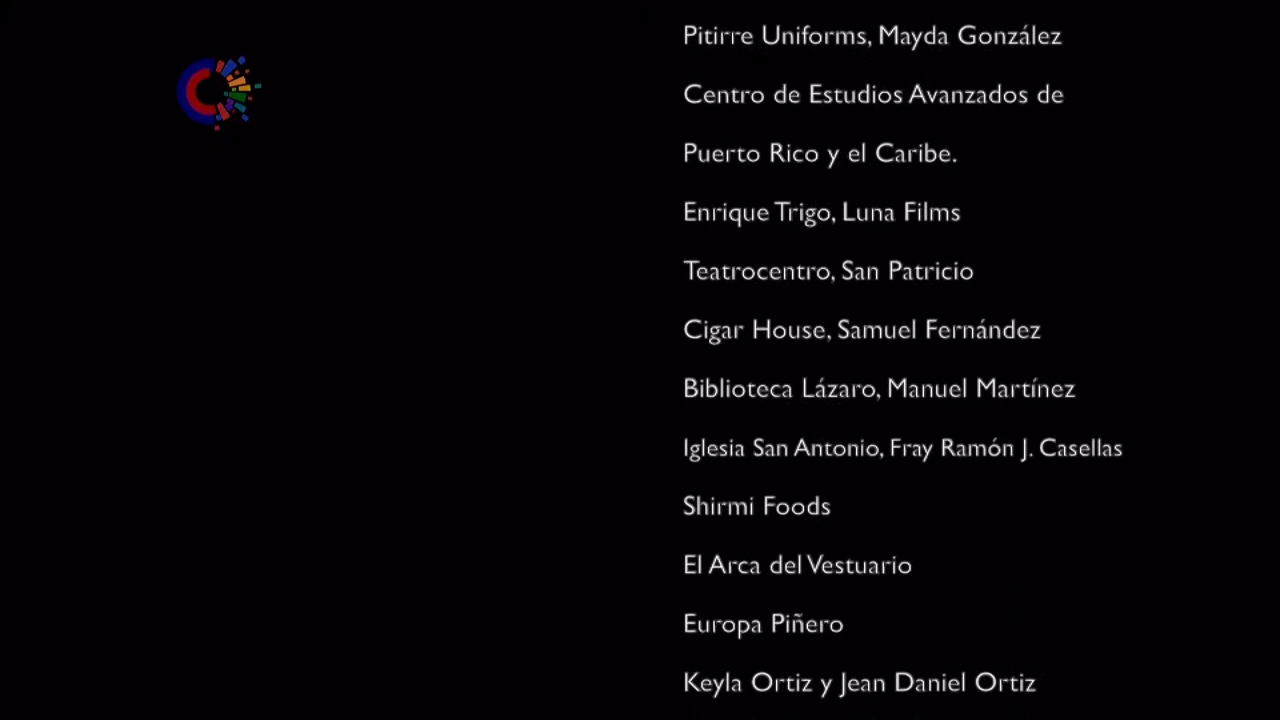 Pitirre Uniforms, Mayda González
Centro de Estudios Avanzados de
Puerto Rico y el Caribe.
Enrique Trigo, Luna Films
Teatrocentro, San Patricio
Cigar House, Samuel Fernández
Biblioteca Lázaro, Manuel Martínez
Iglesia San Antonio, Fray Ramón J. Casellas
Shirmi Foods
El Arca del Vestuario
Europa Piñero
Keyla Ortiz y Jean Daniel Ortiz